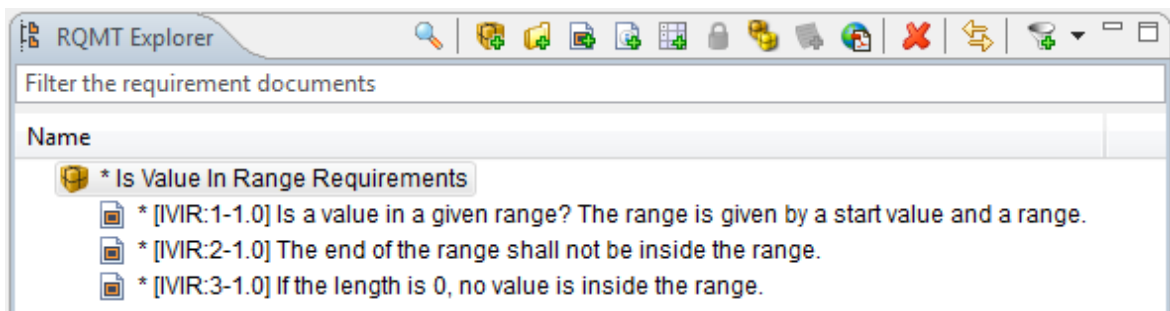 RQMT Explorer
Filter the requirement documents
Name
* Is Value In Range Requirements
* [IVIR:1-1.0] Is a value in a given range? The range is given by a start value and a range.
* [IVIR:2-1.0] The end of the range shall not be inside the range.
* [IVIR:3-1.0] If the length is 0, no value is inside the range.